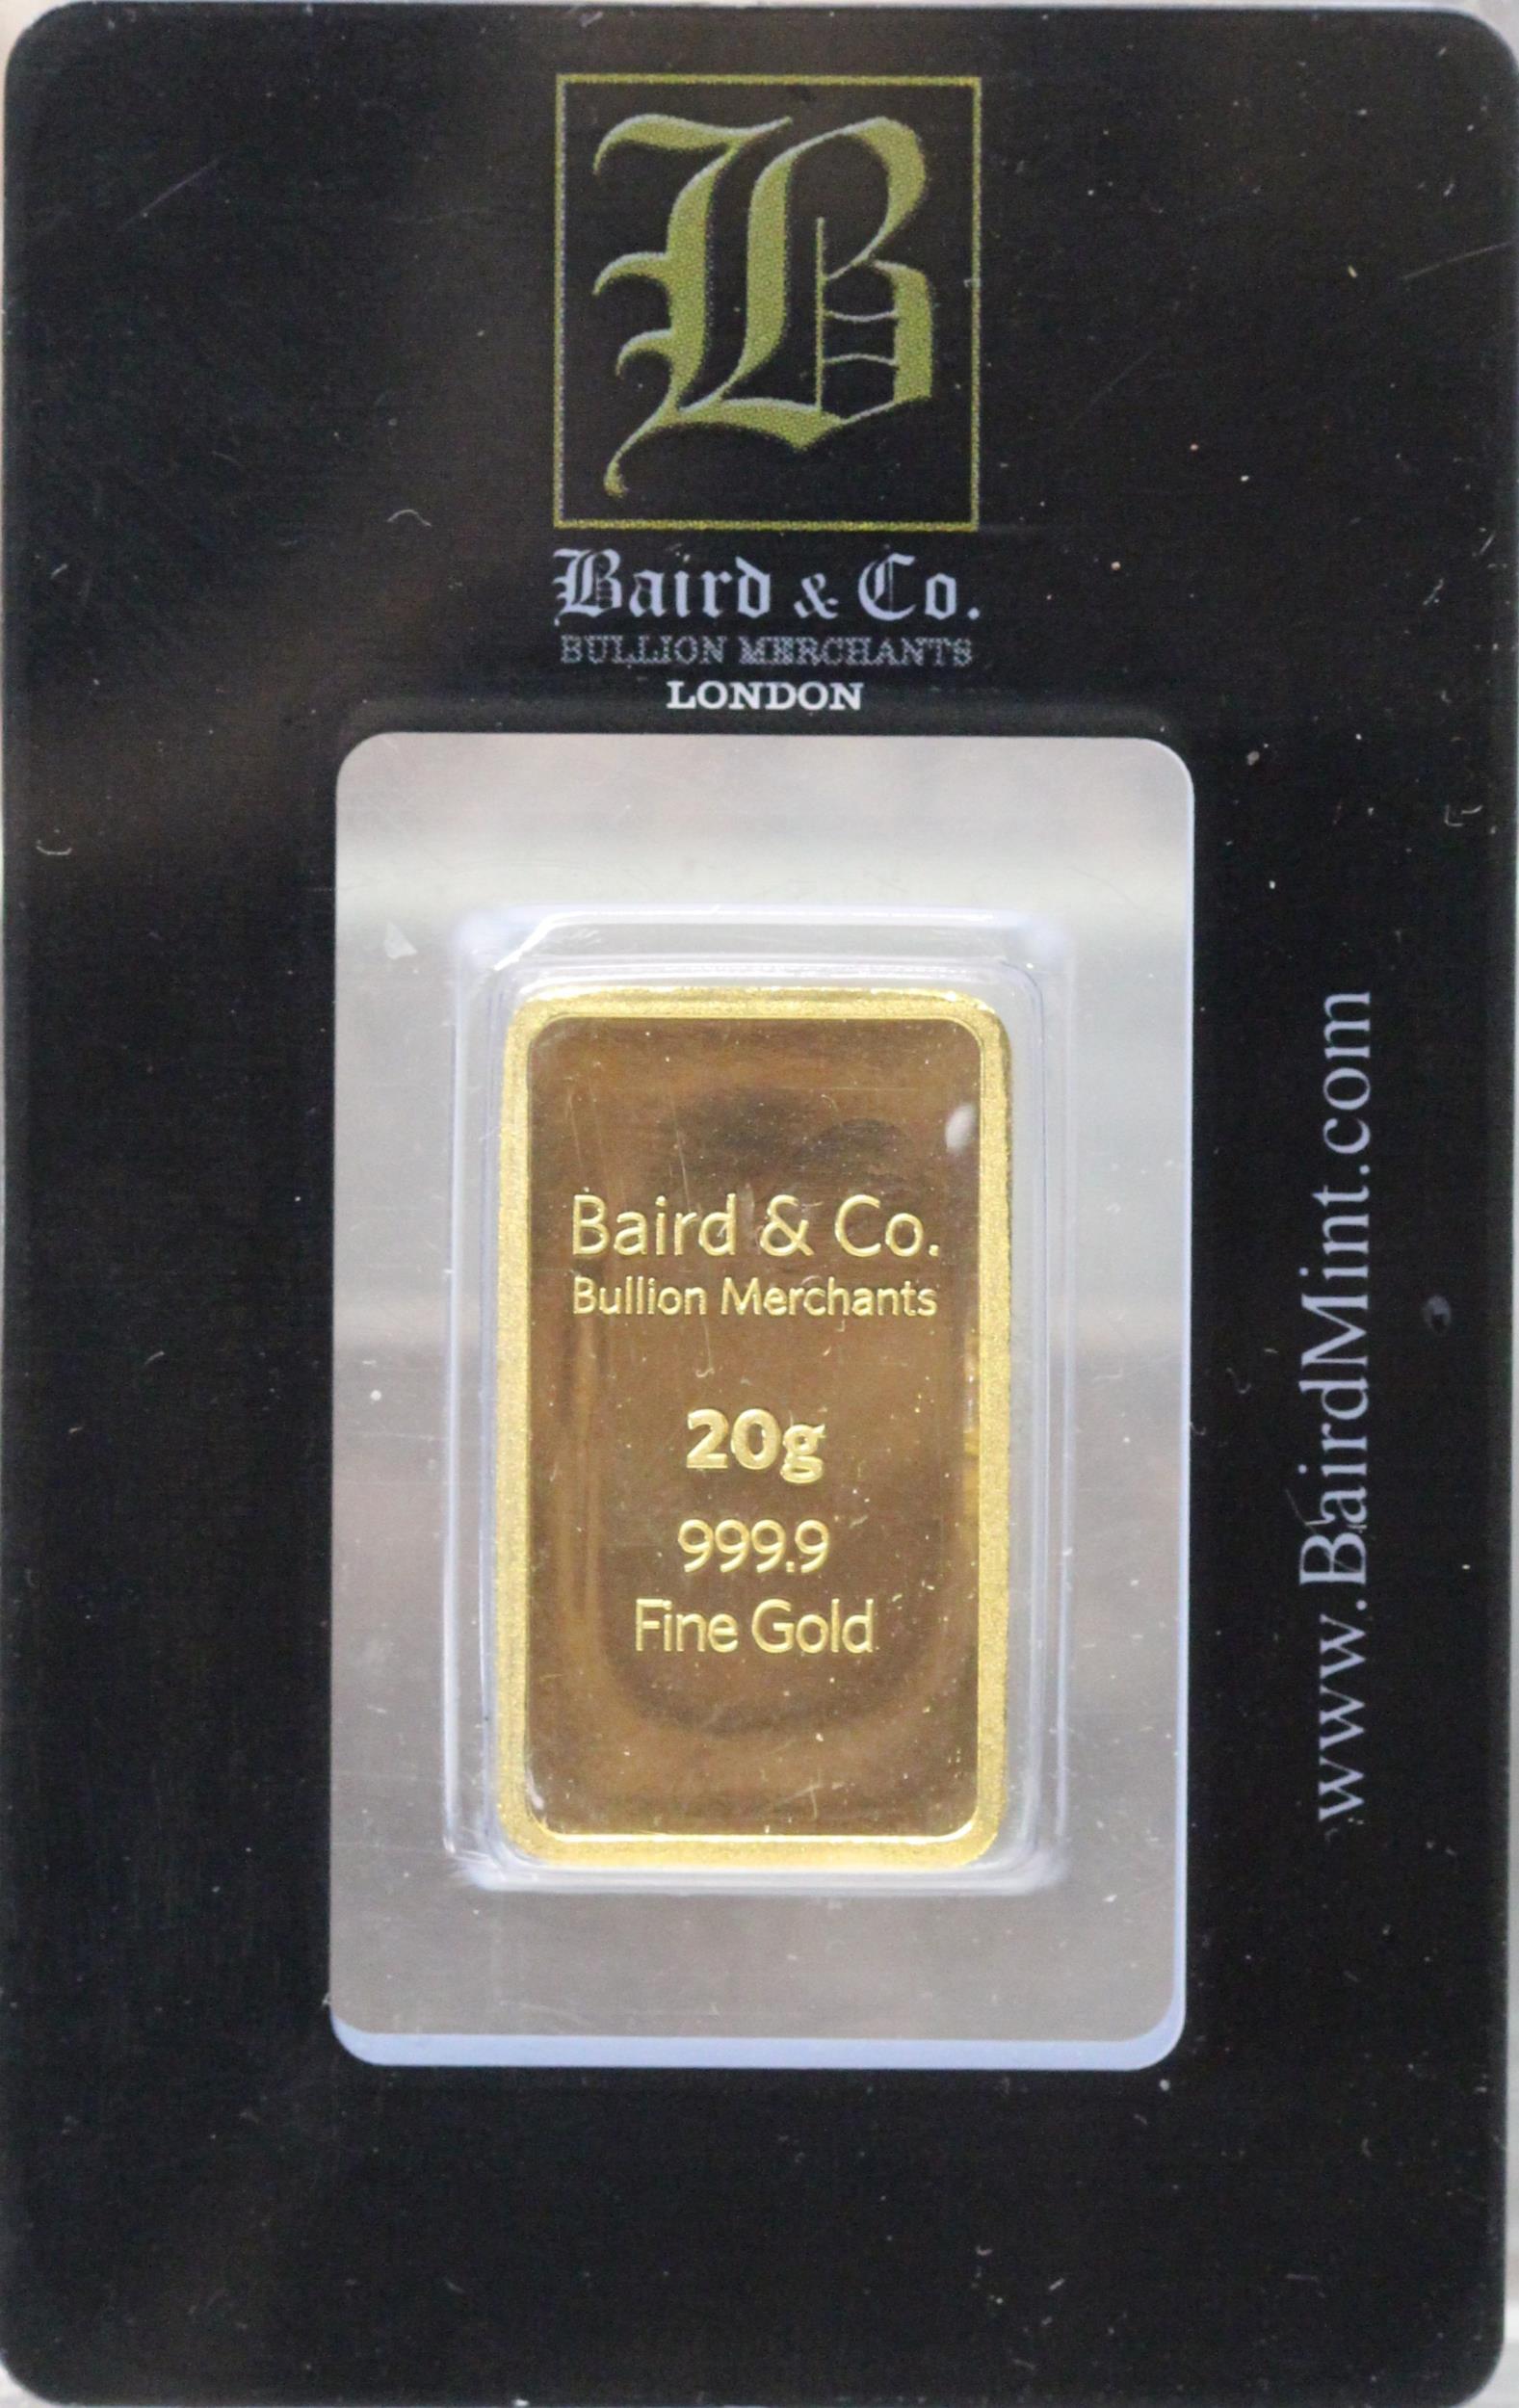 B
Baird & Co.
BULLION MERCHANTS
LONDON
Baird & Co.
Bullion Merchants
20g
999.9
Fine Gold
www.BairdMint.com